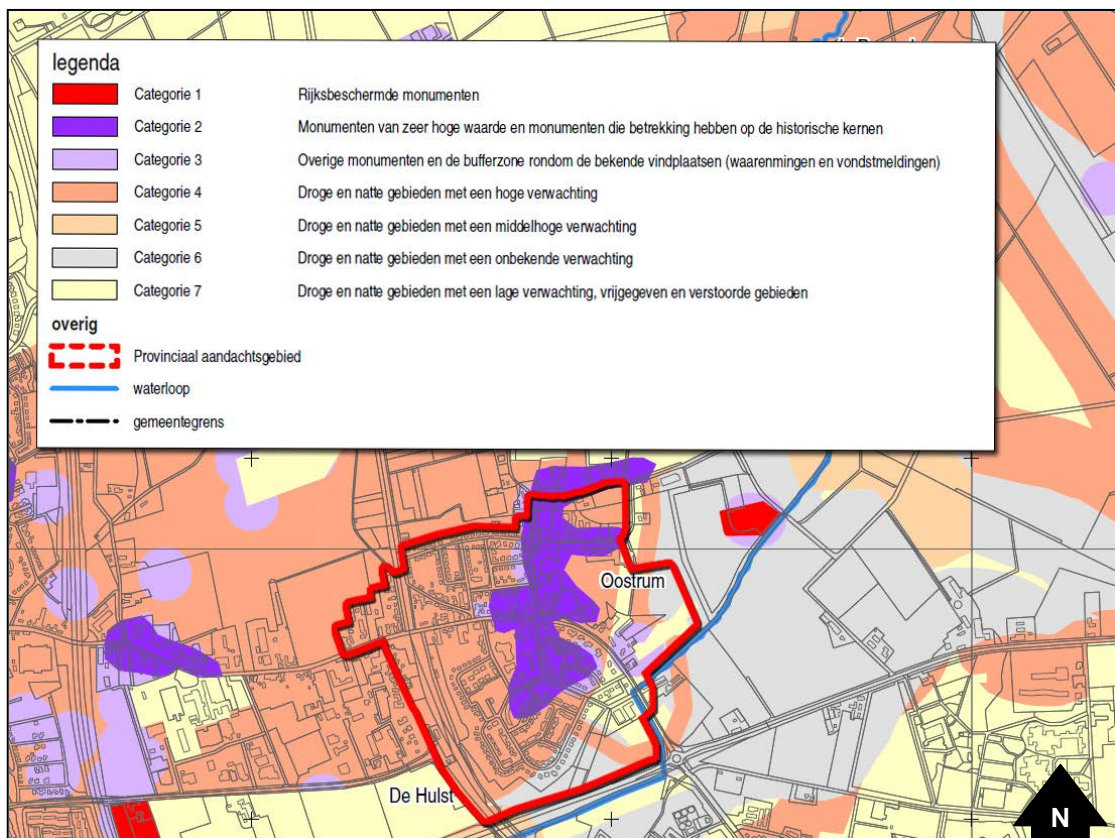 legenda
Categorie 1 Rijksbeschermde monumenten
Categorie 2 Monumenten van zeer hoge waarde en monumenten die betrekking hebben op de historische kernen
Categorie 3 Overige monumenten en de bufferzone rondom de bekende vindplaatsen (waarenmingen en vondstmeldingen)
Categorie 4 Droge en natte gebieden met een hoge verwachting
Categorie 5 Droge en natte gebieden met een middelhoge verwachting
Categorie 6 Droge en natte gebieden met een onbekende verwachting
Categorie 7 Droge en natte gebieden met een lage verwachting, vrijgegeven en verstoorde gebieden
overig
Provinciaal aandachtsgebied
waterloop
gemeentegrens
Oostrum
De Hulst
N